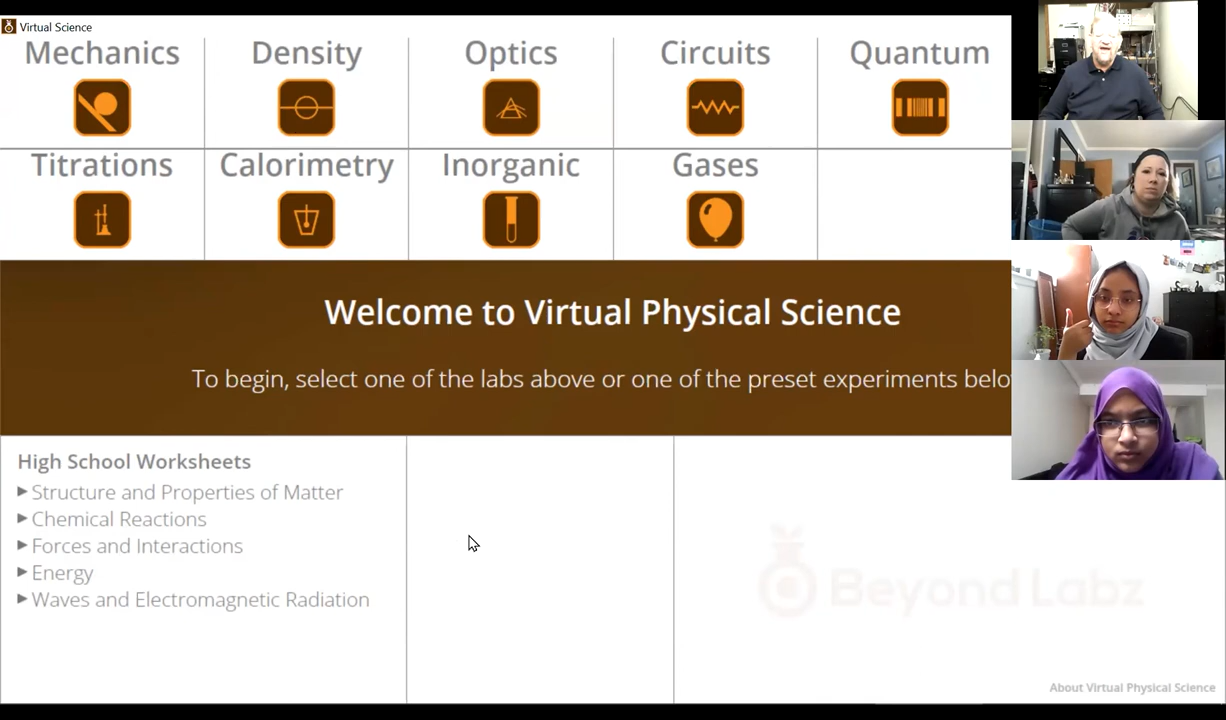 Virtual Science
Mechanics
Density
Optics
Circuits
Quantum
Titrations
Calorimetry
Inorganic
Gases
Welcome to Virtual Physical Science
To begin, select one of the labs above or one of the preset experiments belo
High School Worksheets
Structure and Properties of Matter
Chemical Reactions
Forces and Interactions
Energy
Waves and Electromagnetic Radiation
Beyond Labz
About Virtual Physical Science